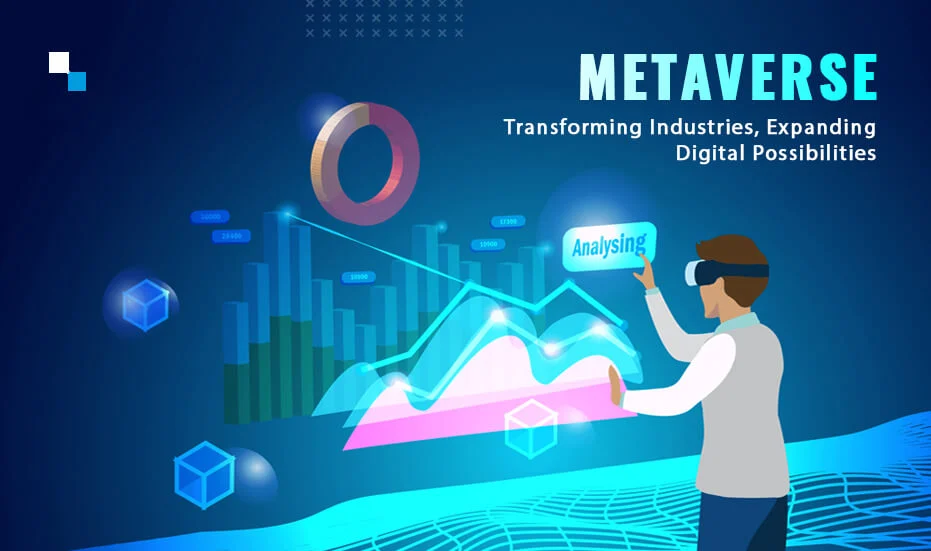 METAVERSE
Transforming Industries, Expanding
Digital Possibilities
Analysing